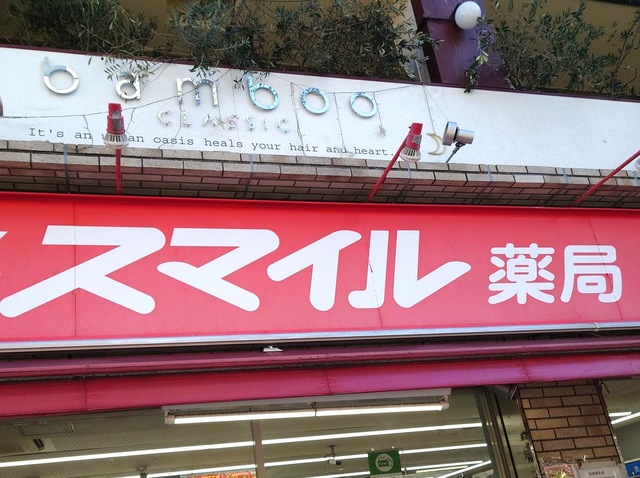 bamboo
CLASSIC
It's an urban oasis heals your hair and heart.
スマイル薬局